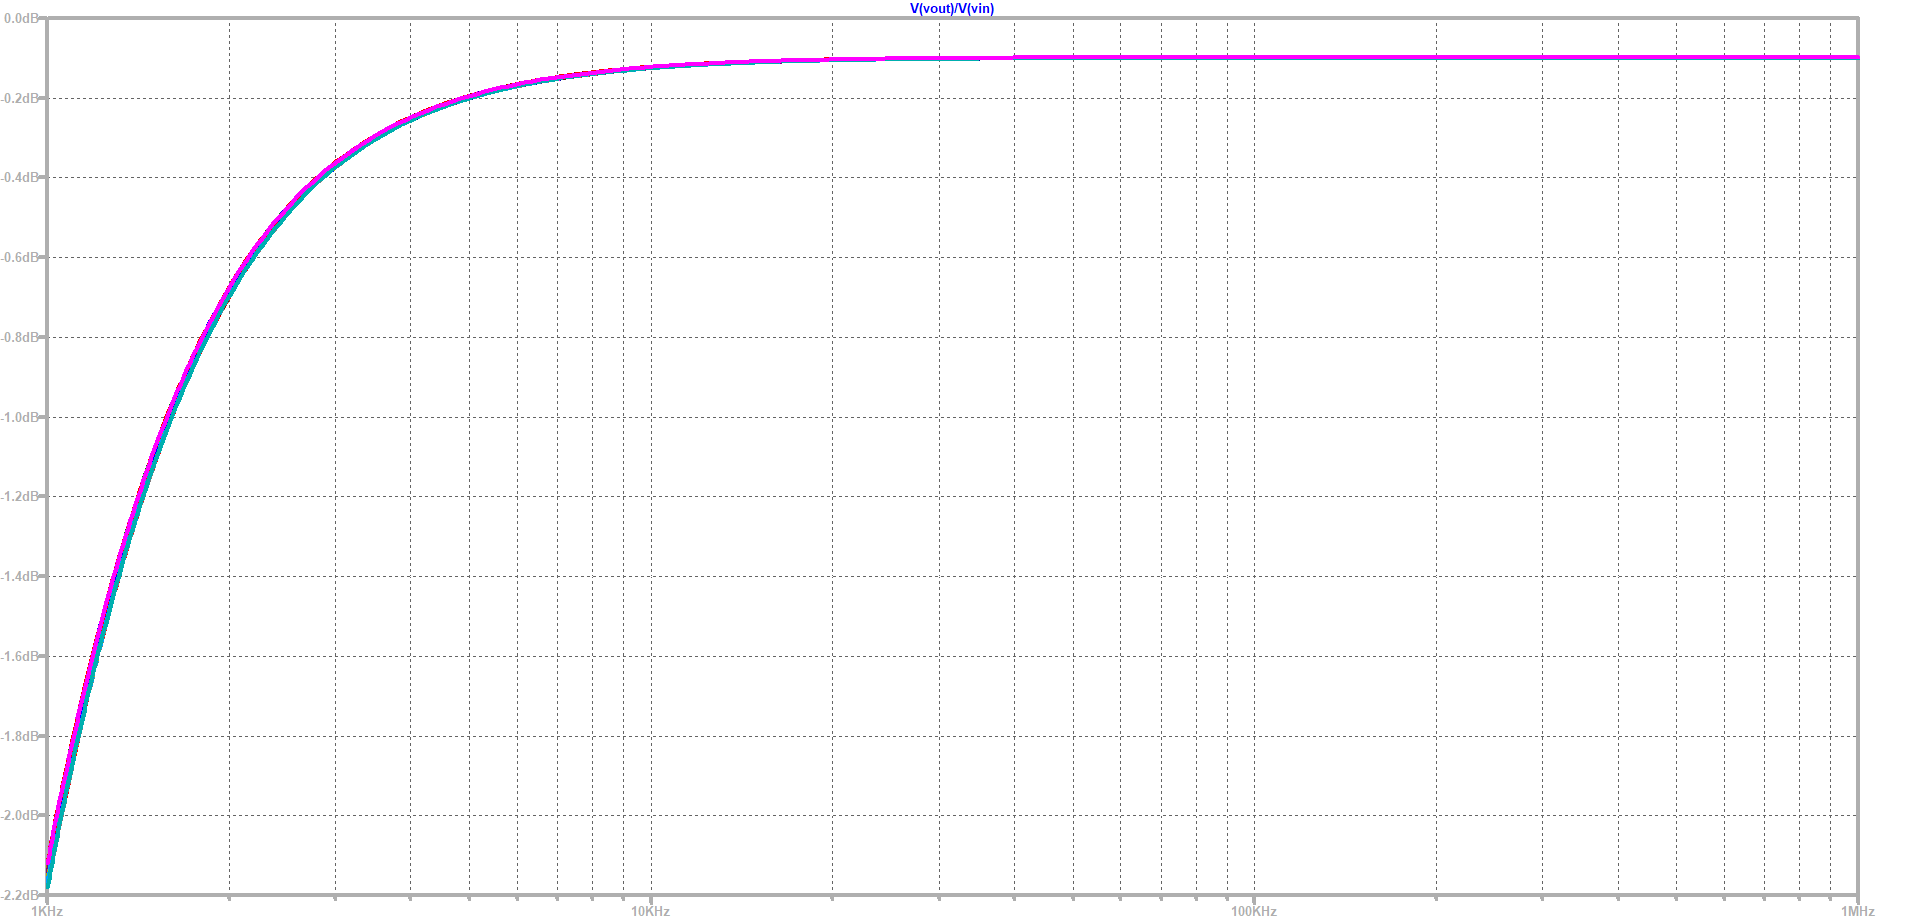 V(vout)/V(vin)
0.0dB
-0.2dB
-0.4dB
-0.6dB
-0.8dB
-1.0dB
-1.2dB
-1.4dB
-1.6dB
-1.8dB
-2.0dB
-2.2dB
1KHz 10KHz 100KHz 1MHz